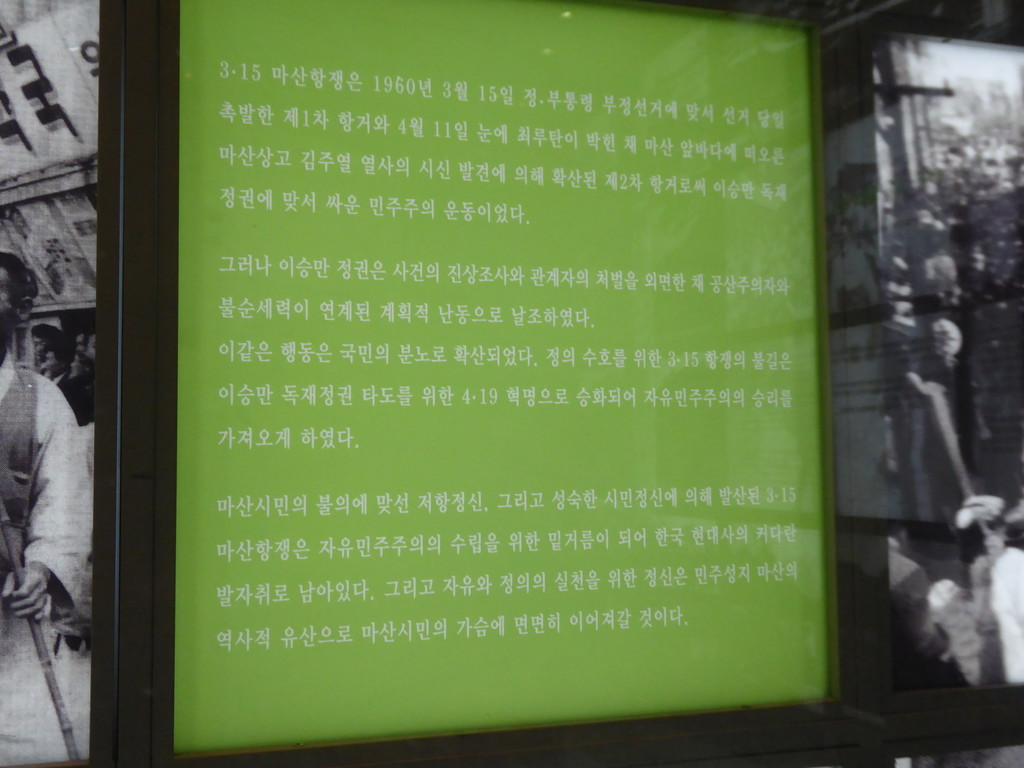 3·15 마산항쟁은 1960년 3월 15일 정·부통령 부정선거에 맞서 선거 당일
촉발한 제1차 항거와 4월 11일 눈에 최루탄이 박힌 채 마산 앞바다에 떠오른
마산상고 김주열 열사의 시신 발견에 의해 확산된 제2차 항거로써 이승만 독재
정권에 맞서 싸운 민주주의 운동이었다.
그러나 이승만 정권은 사건의 진상조사와 관계자의 처벌을 외면한 채 공산주의자와
불순세력이 연계된 계획적 난동으로 날조하였다.
이같은 행동은 국민의 분노로 확산되었다. 정의 수호를 위한 3·15 항쟁의 불길은
이승만 독재정권 타도를 위한 4·19 혁명으로 승화되어 자유민주주의의 승리를
가져오게 하였다.
마산시민의 불의에 맞선 저항정신, 그리고 성숙한 시민정신에 의해 발산된 3·15
마산항쟁은 자유민주주의의 수립을 위한 밑거름이 되어 한국 현대사의 커다란
발자취로 남아있다. 그리고 자유와 정의의 실천을 위한 정신은 민주성지 마산의
역사적 유산으로 마산시민의 가슴에 면면히 이어져갈 것이다.